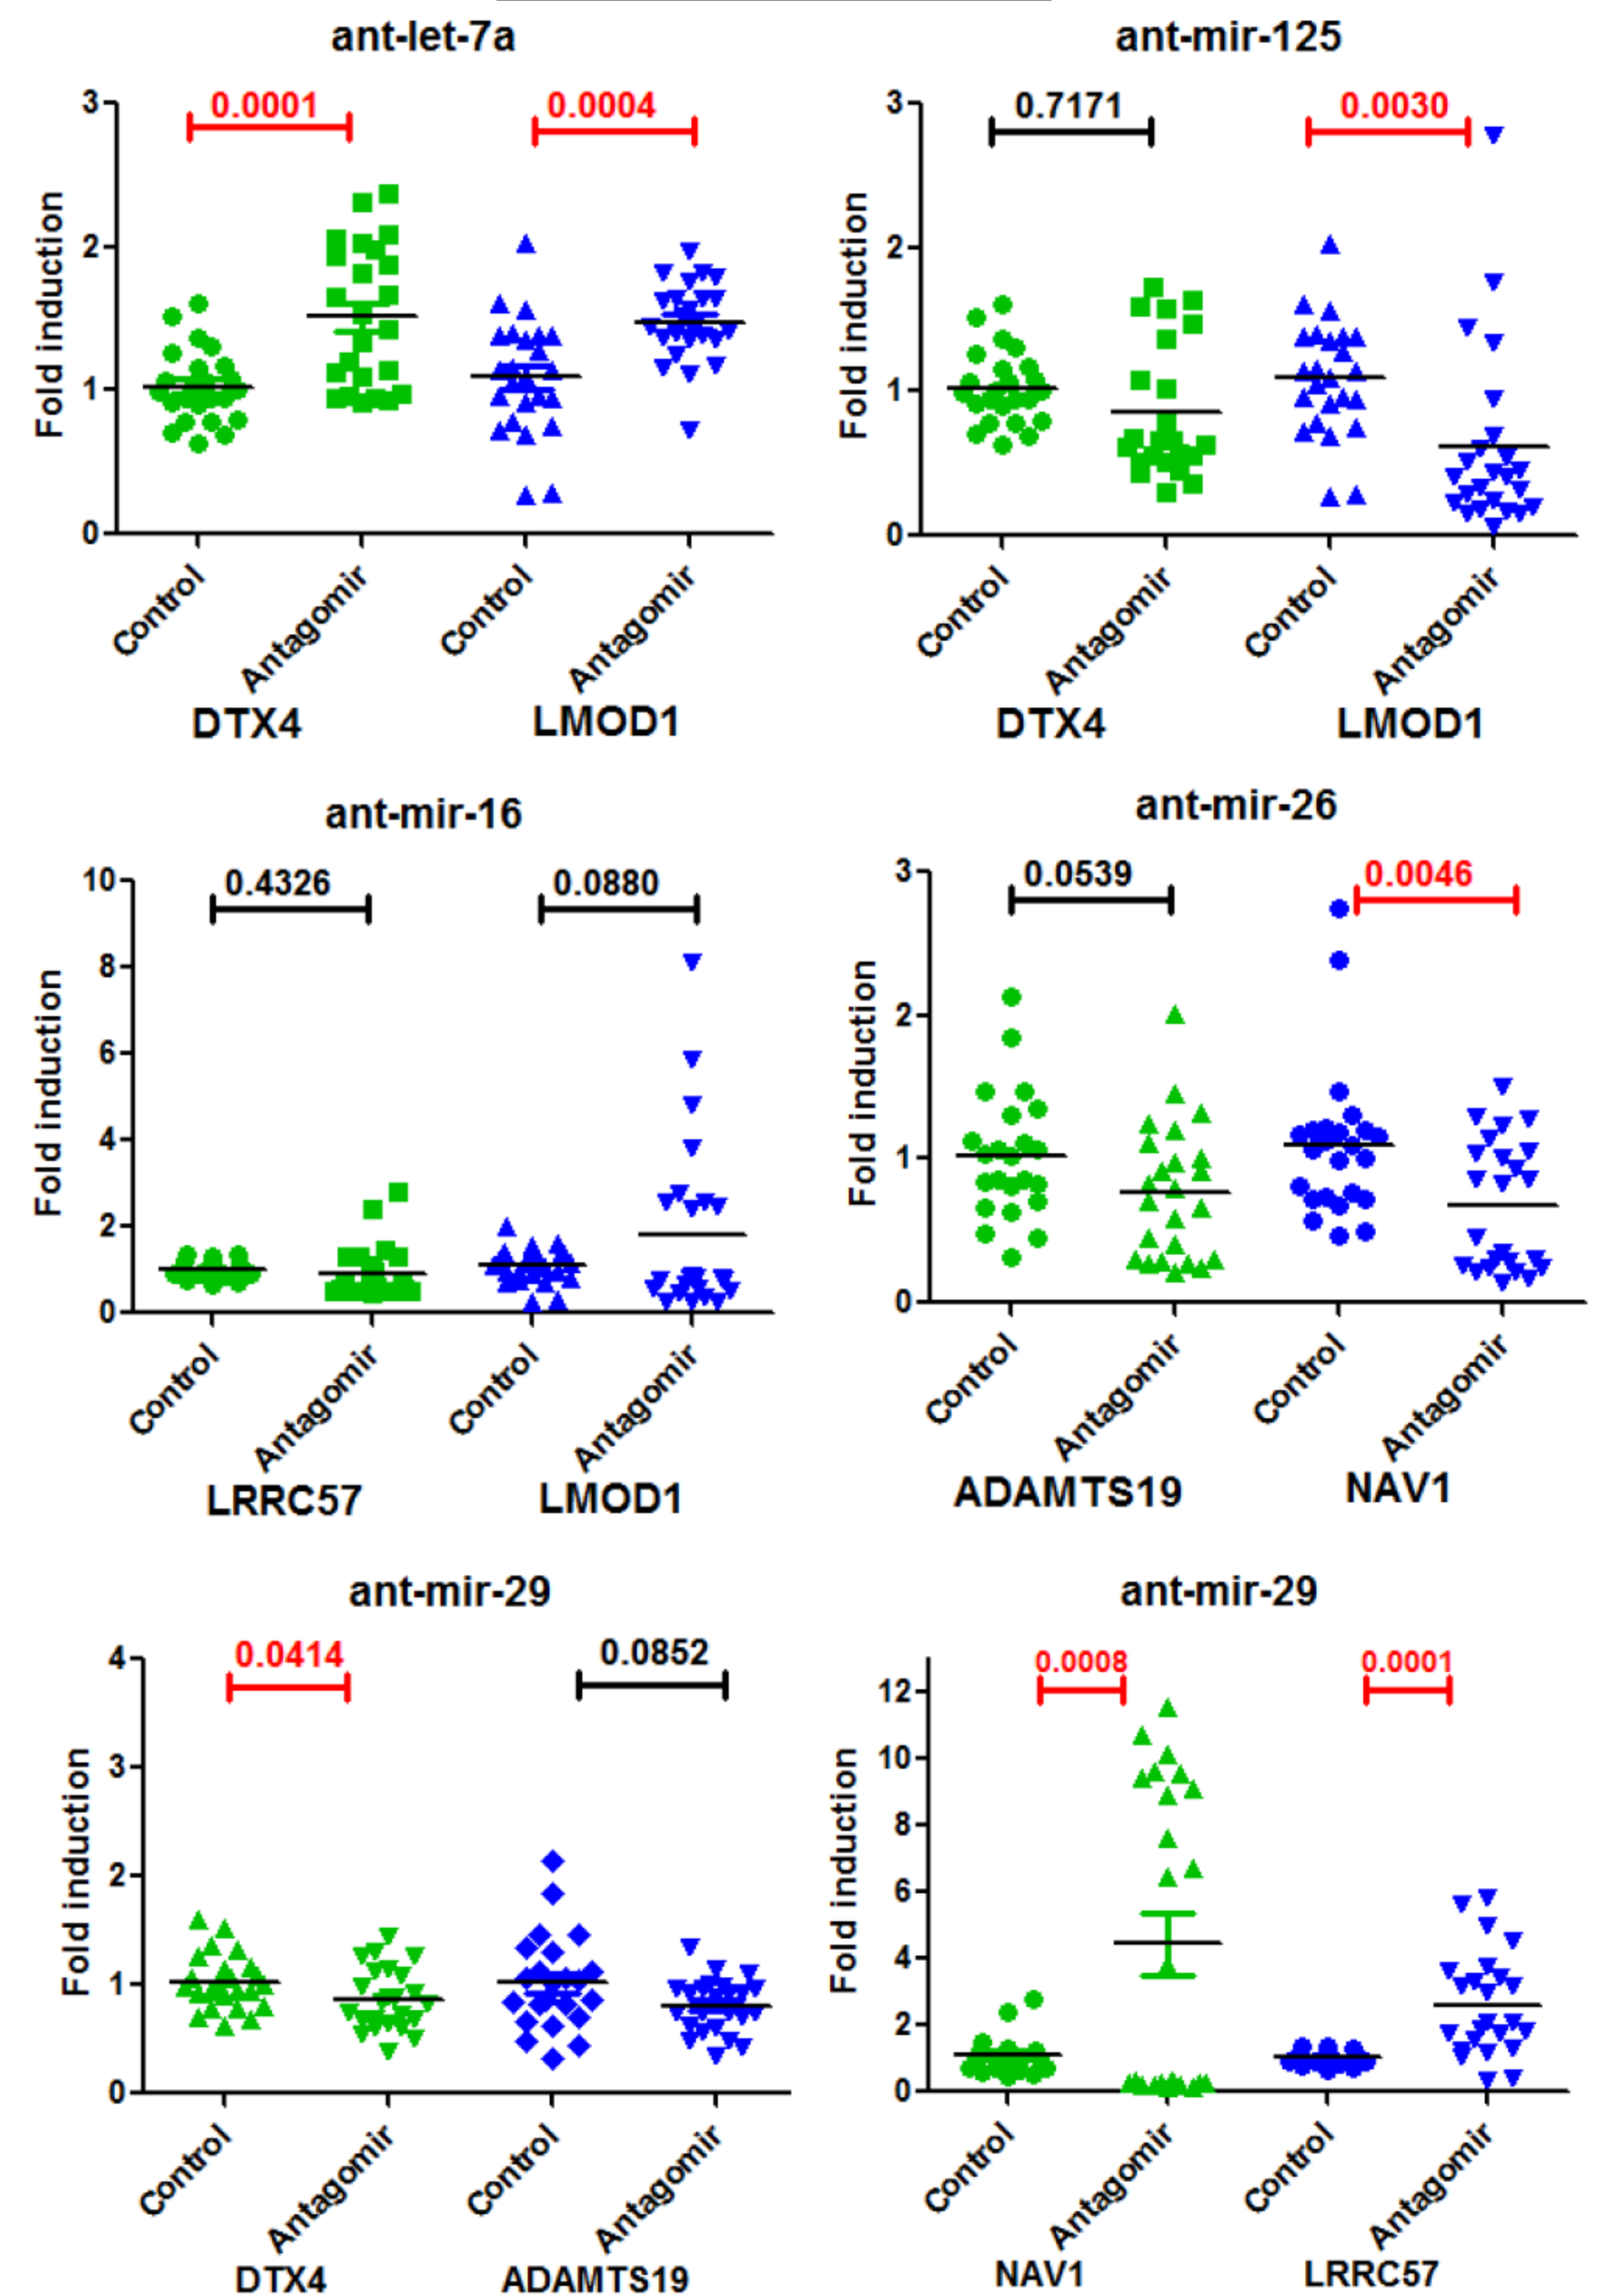 ant-let-7a
0.0001
0.0004
Fold induction
3
2
1
0
Control
Antagomir
Control
Antagomir
DTX4
LMOD1
ant-mir-125
0.7171
0.0030
Fold induction
3
2
1
0
Control
Antagomir
Control
Antagomir
DTX4
LMOD1
ant-mir-16
0.4326
0.0880
Fold induction
10
8
6
4
2
0
Control
Antagomir
Control
Antagomir
LRRC57
LMOD1
ant-mir-26
0.0539
0.0046
Fold induction
3
2
1
0
Control
Antagomir
Control
Antagomir
ADAMTS19
NAV1
ant-mir-29
0.0414
0.0852
Fold induction
4
3
2
1
0
Control
Antagomir
Control
Antagomir
DTX4
ADAMTS19
ant-mir-29
0.0008
0.0001
Fold induction
12
10
8
6
4
2
0
Control
Antagomir
Control
Antagomir
NAV1
LRRC57